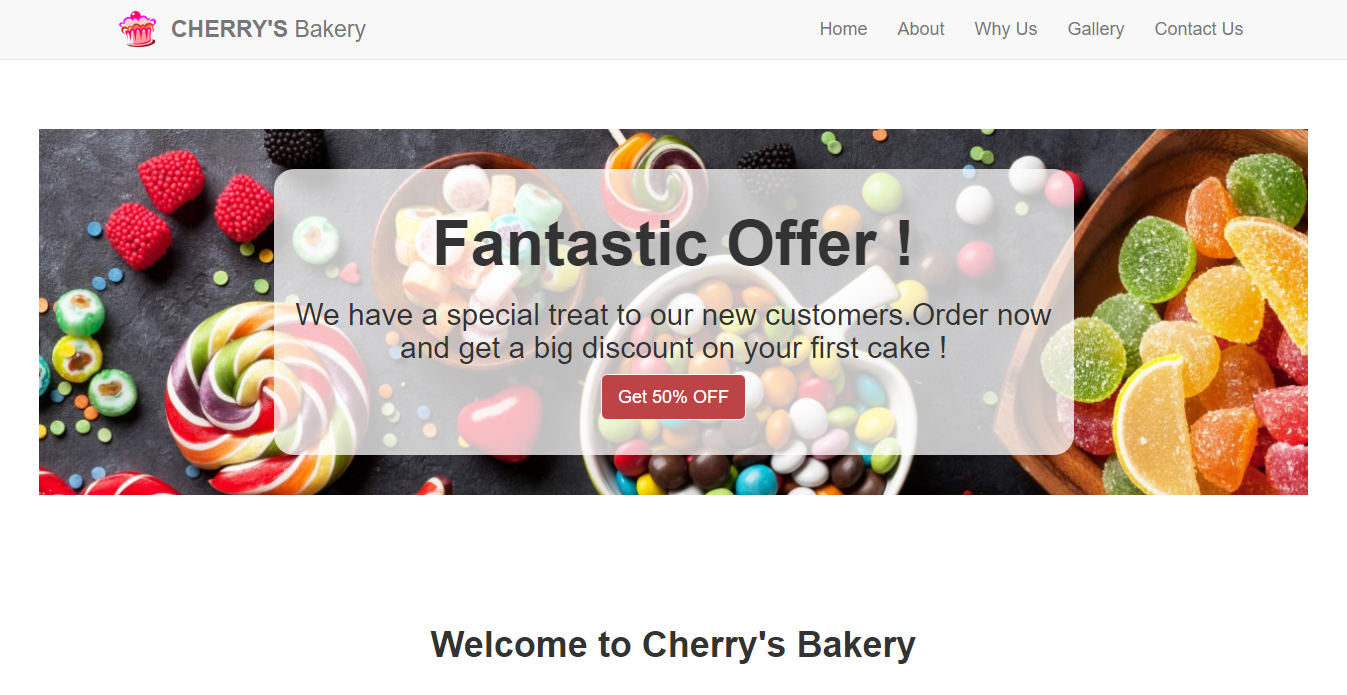 CHERRY'S Bakery
Home About Why Us Gallery Contact Us
Fantastic Offer !
We have a special treat to our new customers.Order now
and get a big discount on your first cake !
Get 50% OFF
Welcome to Cherry's Bakery